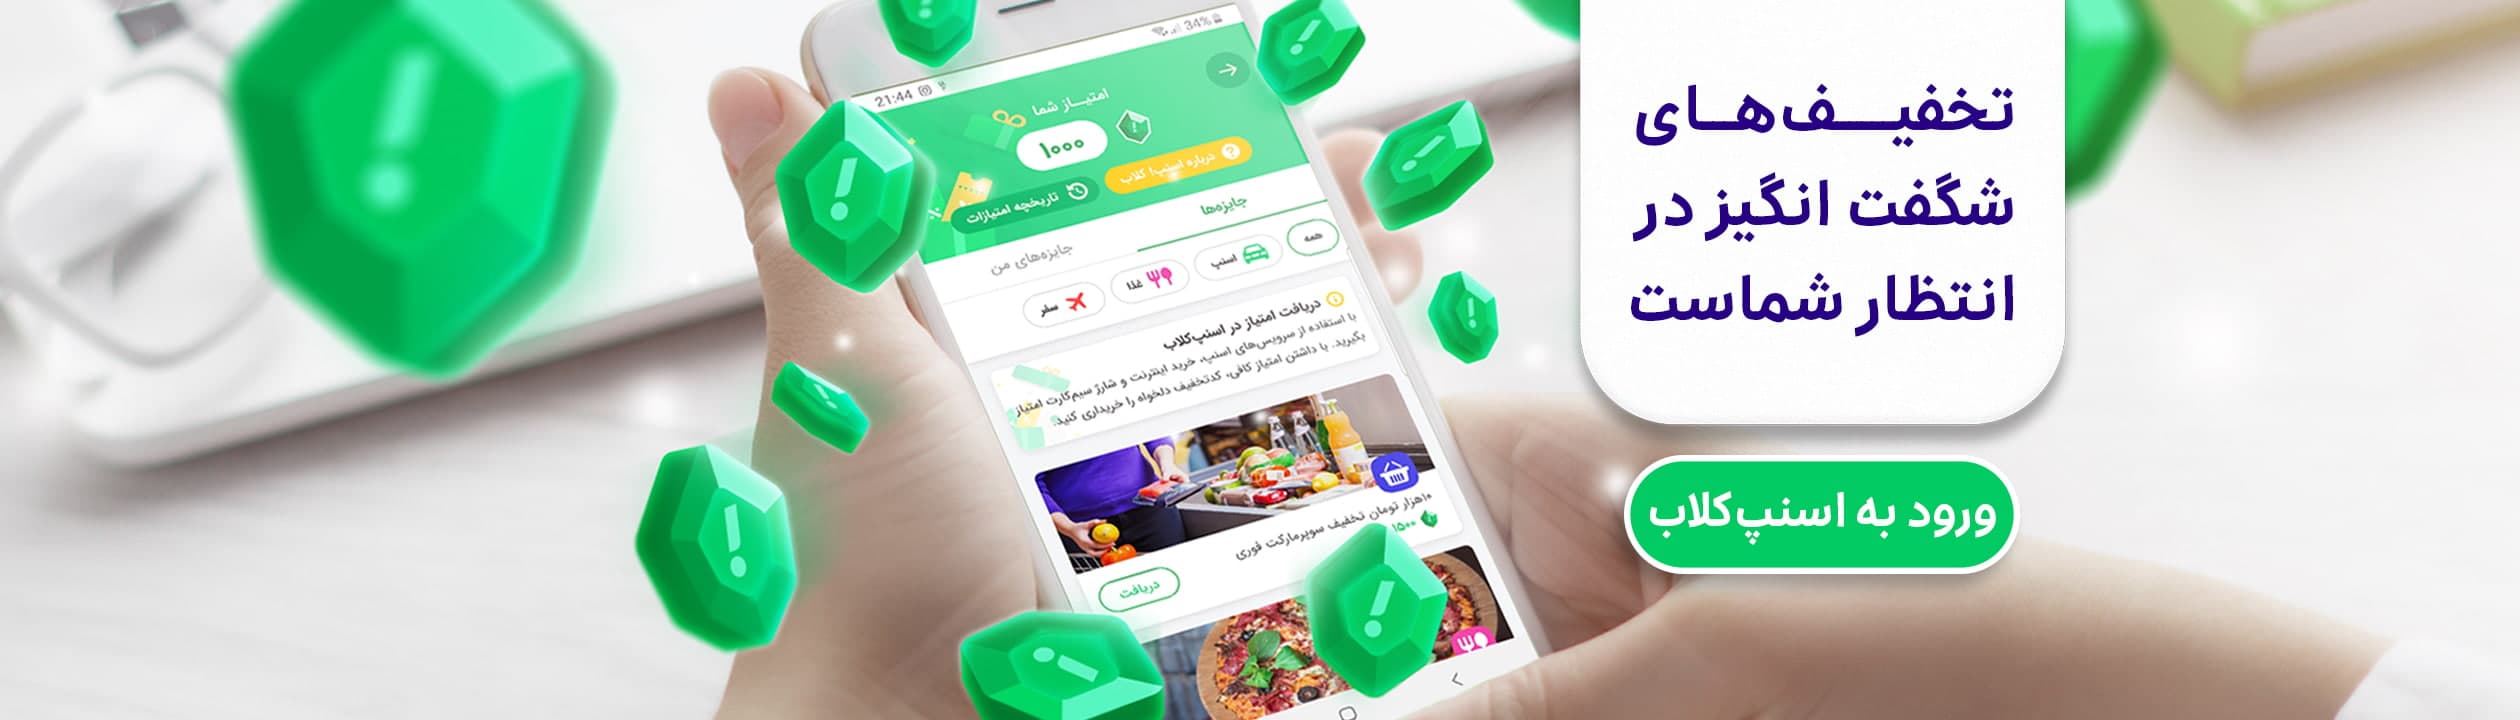 تخفیف‌های
شگفت انگیز در
انتظار شماست
ورود به اسنپ‌کلاب
21:44
34%
امتیاز شما
۱۰۰۰
درباره اسنپ! کلاب
تاریخچه امتیازات
جایزه‌ها
جایزه‌های من
همه
اسنپ
غذا
سفر
دریافت امتیاز در اسنپ‌کلاب
با استفاده از سرویس‌های اسنپ، خرید اینترنت و شارژ سیم‌کارت امتیاز
بگیرید. با داشتن امتیاز کافی، کدتخفیف دلخواه را خریداری کنید.
۱۰هزار تومان تخفیف سوپرمارکت فوری
۱۵۰۰
دریافت